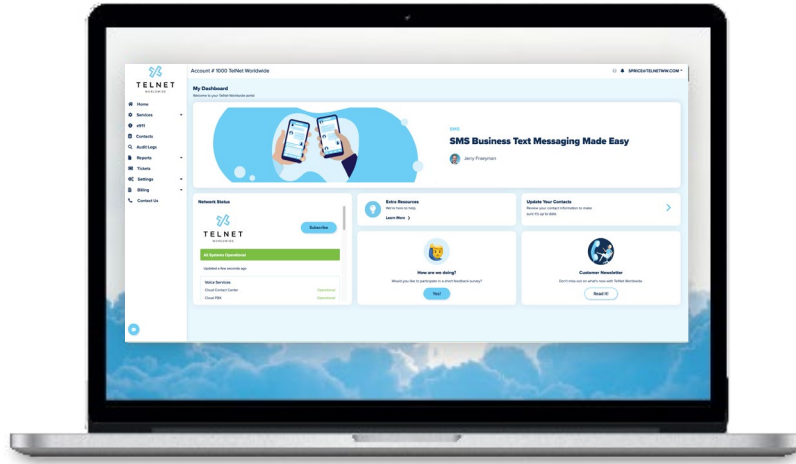 TELNET
WORLDWIDE
Home
Services
e911
Contacts
Audit Logs
Reports
Tickets
Settings
Billing
Contact Us
Account # 1000 TelNet Worldwide
SPRICE@TELNETWW.COM
My Dashboard
Welcome to your TelNet Worldwide portal
SMS
SMS Business Text Messaging Made Easy
Jerry Frseyman
Network Status
TELNET
WORLDWIDE
Subscribe
All Systems Operational
Updated a few seconds ago
Voice Services
Cloud Contact Center Operational
Cloud PBX Operational
Extra Resources
We're here to help
Learn More
Update Your Contacts
Review your contact information to make
sure it's up to date.
How are we doing?
Would you like to participate in a short feedback survey?
Yes!
Customer Newsletter
Don't miss out on what's new with TelNet Worldwide
Read It!